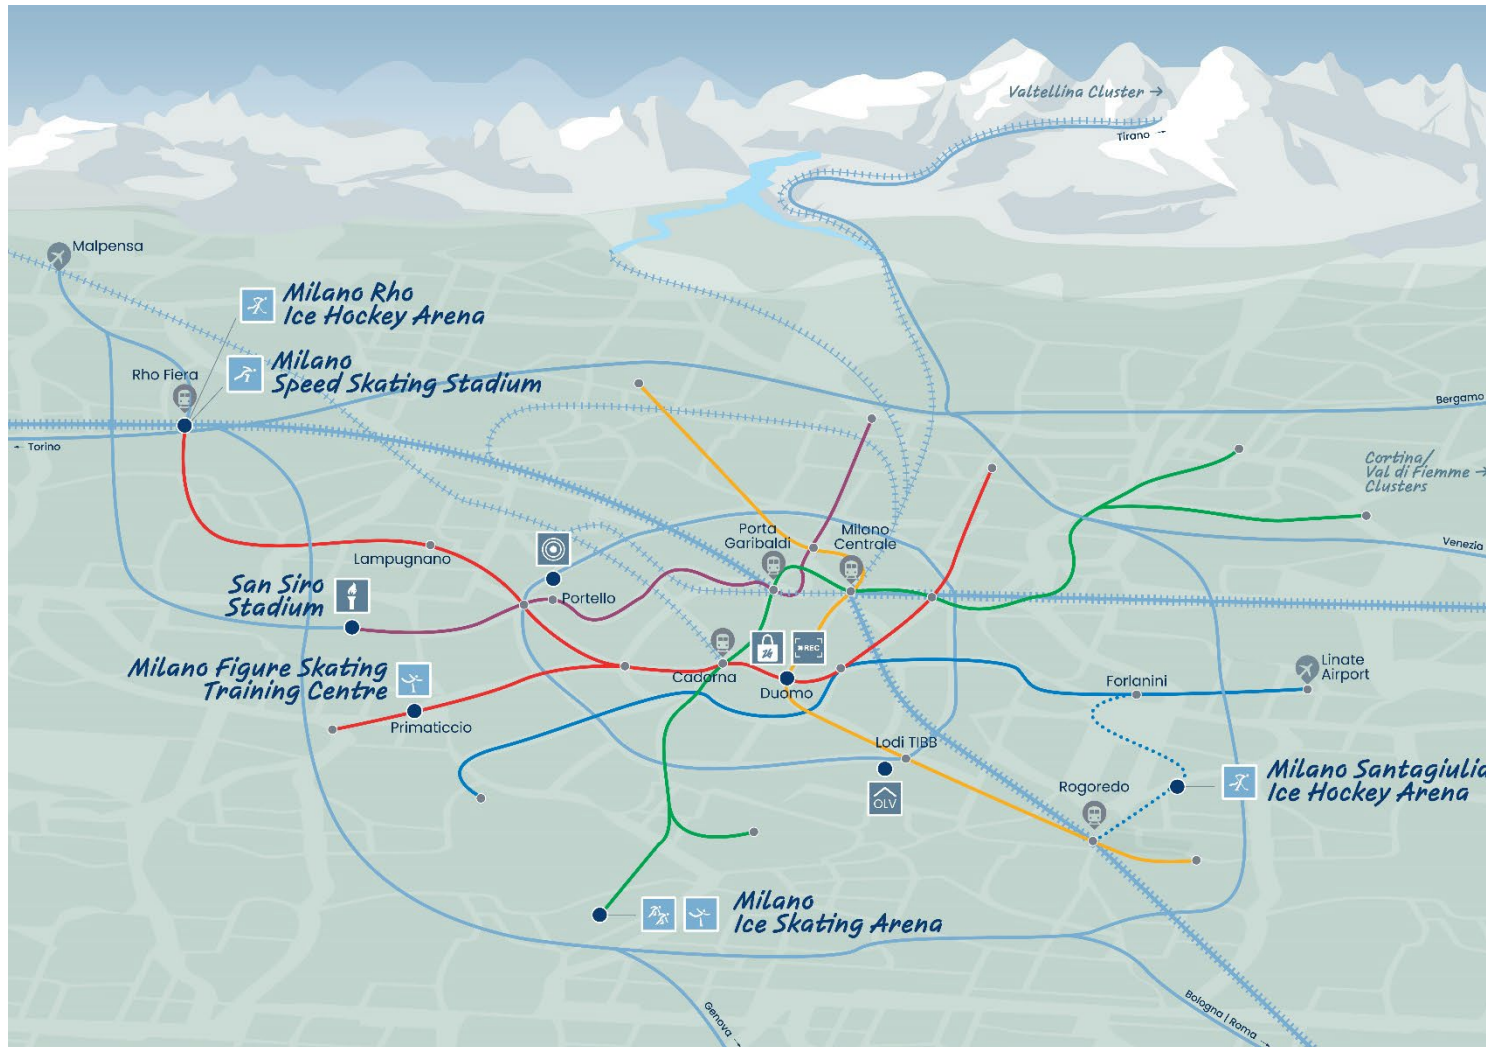 Valtellina Cluster →
Tirano →
Malpensa
Milano Rho
Ice Hockey Arena
Rho Fiera
Milano
Speed Skating Stadium
Bergamo
← Torino
Cortina/
Val di Fiemme →
Clusters
Porta
Garibaldi
Milano
Centrale
Venezia
Lampugnano
San Siro
Stadium
Portello
REC
24
Milano Figure Skating
Training Centre
Cadorna
Duomo
Forlanini
Linate
Airport
Primaticcio
Lodi TIBB
OLV
Rogoredo
Milano Santagiulia
Ice Hockey Arena
Milano
Ice Skating Arena
Genova →
Bologna | Roma →